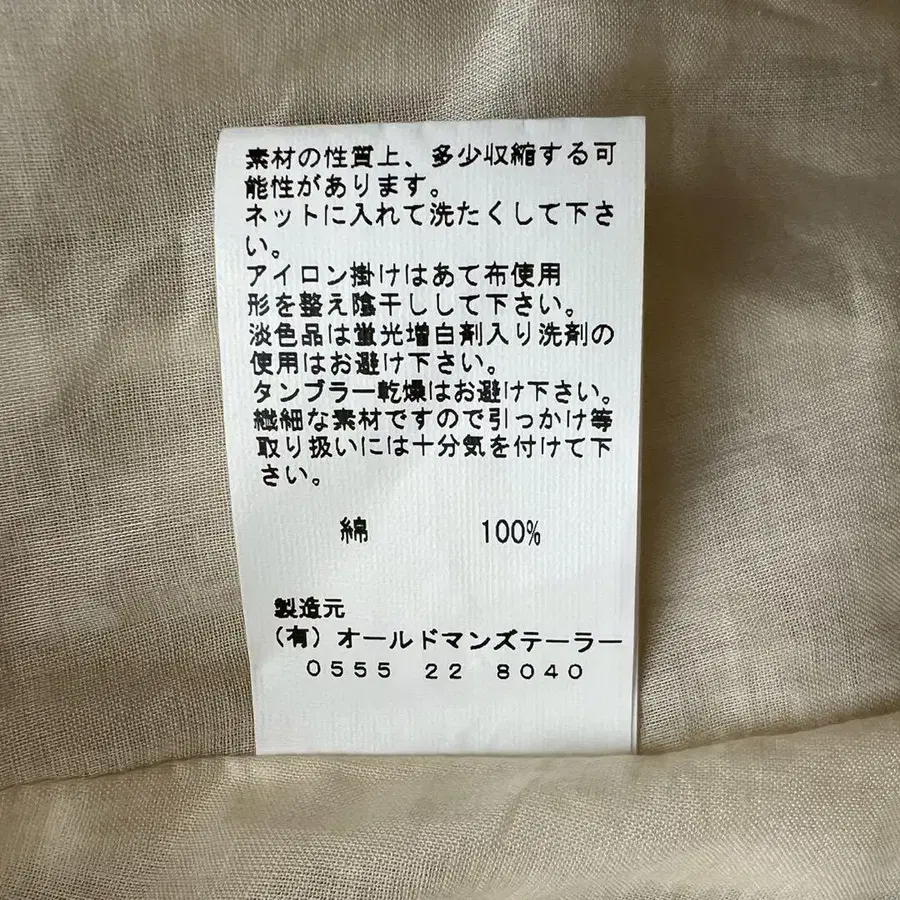 素材の性質上、多少収縮する可
能性があります。
ネットに入れて洗たくして下さ
い。
アイロン掛けはあて布使用
形を整え陰干しして下さい。
淡色品は蛍光増白剤入り洗剤の
使用はお避け下さい。
タンブラー乾燥はお避け下さい。
繊細な素材ですので引っかけ等
取り扱いには十分気を付けて下
さい。
綿 100%
製造元
(有)オールドマンズテーラー
0555 22 8040